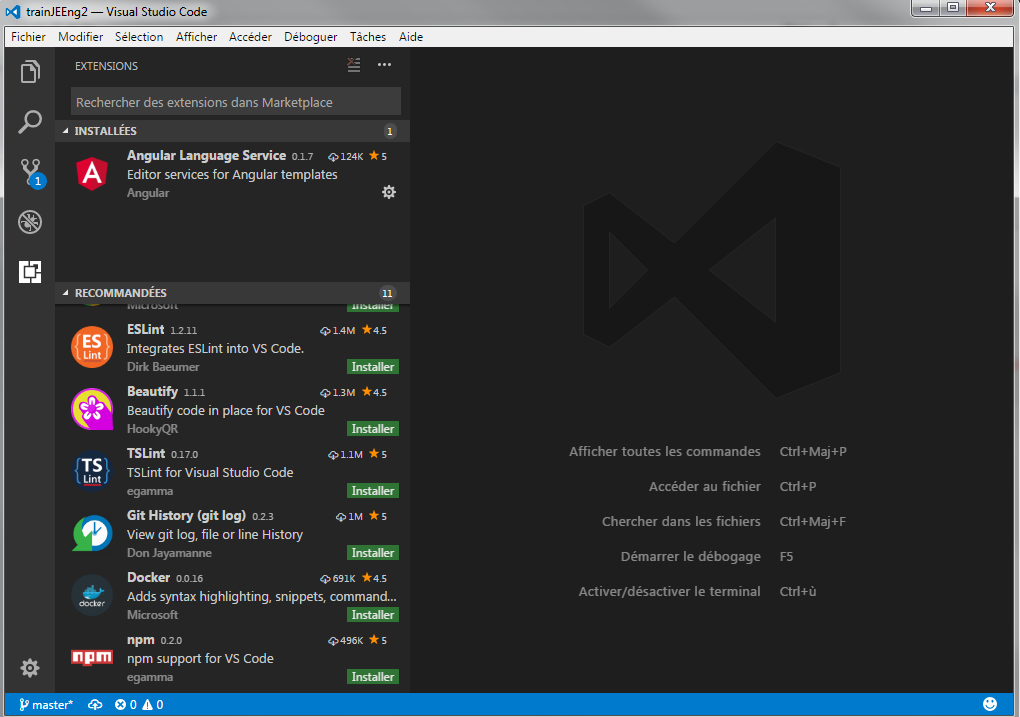 trainJEEng2 — Visual Studio Code
Fichier Modifier Sélection Afficher Accéder Déboguer Tâches Aide
EXTENSIONS
Rechercher des extensions dans Marketplace
INSTALLÉES 1
Angular Language Service 0.1.7 124K 5
Editor services for Angular templates
Angular
1
RECOMMANDÉES 11
Microsoft Installer
ESLint 1.2.11 1.4M 4.5
Integrates ESLint into VS Code.
Dirk Baeumer Installer
ES
Lint
Beautify 1.1.1 1.3M 4.5
Beautify code in place for VS Code
HookyQR Installer
TSLint 0.17.0 1.1M 5
TSLint for Visual Studio Code
egamma Installer
TS
Lint
Git History (git log) 0.2.3 1M 5
View git log, file or line History
Don Jayamanne Installer
Docker 0.0.16 691K 4.5
Adds syntax highlighting, snippets, command...
Microsoft Installer
docker
npm 0.2.0 496K 5
npm support for VS Code
egamma Installer
npm
Afficher toutes les commandes Ctrl+Maj+P
Accéder au fichier Ctrl+P
Chercher dans les fichiers Ctrl+Maj+F
Démarrer le débogage F5
Activer/désactiver le terminal Ctrl+ù
master* 0 0